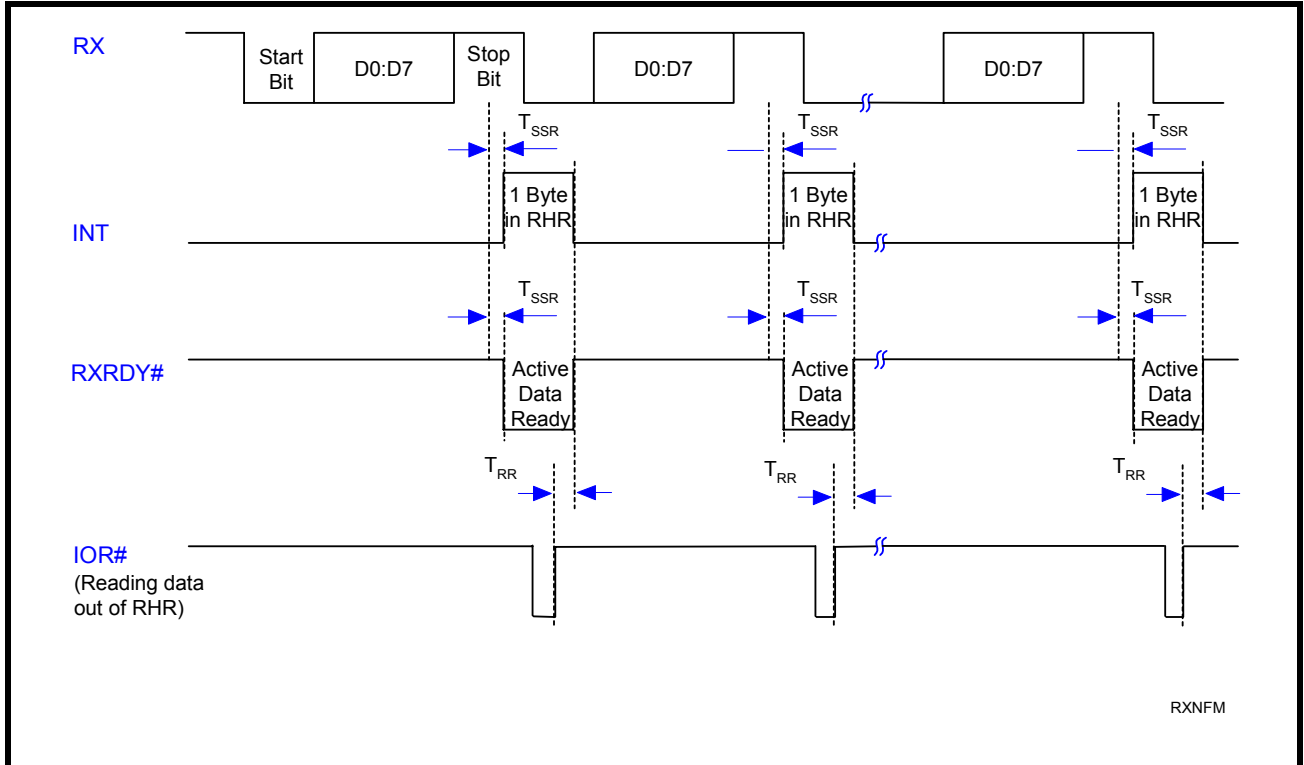 RX
Start
Bit
D0:D7
Stop
Bit
D0:D7
D0:D7
TSSR
TSSR
TSSR
INT
1 Byte
in RHR
1 Byte
in RHR
1 Byte
in RHR
TSSR
TSSR
TSSR
RXRDY#
Active
Data
Ready
Active
Data
Ready
Active
Data
Ready
TRR
TRR
TRR
IOR#
(Reading data
out of RHR)
RXNFM